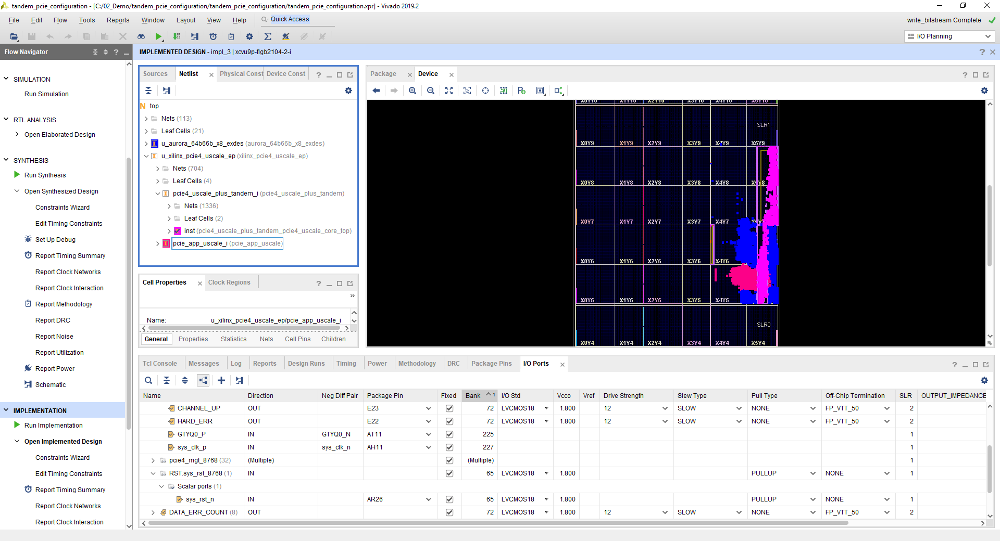 tandem_pcie_configuration - [C:/02_Demo/tandem_pcie_configuration/tandem_pcie_configuration/tandem_pcie_configuration.xpr] - Vivado 2019.2
File Edit Flow Tools Reports Window Layout View Help Quick Access
write_bitstream Complete
I/O Planning
Flow Navigator
SIMULATION
Run Simulation
RTL ANALYSIS
Open Elaborated Design
SYNTHESIS
Run Synthesis
Open Synthesized Design
Constraints Wizard
Edit Timing Constraints
Set Up Debug
Report Timing Summary
Report Clock Networks
Report Clock Interaction
Report Methodology
Report DRC
Report Noise
Report Utilization
Report Power
Schematic
IMPLEMENTATION
Run Implementation
Open Implemented Design
Constraints Wizard
Edit Timing Constraints
Report Timing Summary
Report Clock Networks
Report Clock Interaction
IMPLEMENTED DESIGN - impl_3 | xcvu9p-flgb2104-2-i
Sources Netlist Physical Const Device Const
N top
Nets (113)
Leaf Cells (21)
u_aurora_64b66b_x8_exdes (aurora_64b66b_x8_exdes)
u_xilinx_pcie4_uscale_ep (xilinx_pcie4_uscale_ep)
Nets (704)
Leaf Cells (4)
pcie4_uscale_plus_tandem_i (pcie4_uscale_plus_tandem)
Nets (1336)
Leaf Cells (2)
inst (pcie4_uscale_plus_tandem_pcie4_uscale_core_top)
pcie_app_uscale_i (pcie_app_uscale)
Cell Properties Clock Regions
Name: u_xilinx_pcie4_uscale_ep/pcie_app_uscale_i
General Properties Statistics Nets Cell Pins Children
Package Device
X0Y10 X1Y10 X2Y10 X3Y10 X4Y10 X5Y10
SLR1
X0Y9 X1Y9 X2Y9 X3Y9 X4Y9 X5Y9
X0Y8 X1Y8 X2Y8 X3Y8 X4Y8 X5Y8
X0Y7 X1Y7 X2Y7 X3Y7 X4Y7
X0Y6 X1Y6 X2Y6 X3Y6 X4Y6
X0Y5 X1Y5 X2Y5 X3Y5 X4Y5
SLR0
X0Y4 X1Y4 X2Y4 X3Y4 X4Y4 X5Y4
Tcl Console Messages Log Reports Design Runs Timing Power Methodology DRC Package Pins I/O Ports
Name Direction Neg Diff Pair Package Pin Fixed Bank 1 I/O Std Vcco Vref Drive Strength Slew Type Pull Type Off-Chip Termination SLR OUTPUT_IMPEDANCE
CHANNEL_UP OUT E23 72 LVCMOS18 1.800 12 SLOW NONE FP_VTT_50 2
HARD_ERR OUT E22 72 LVCMOS18 1.800 12 SLOW NONE FP_VTT_50 2
GTYQ0_P IN GTYQ0_N AT11 225 1
sys_clk_p IN sys_clk_n AH11 227 1
pcie4_mgt_8768 (32) (Multiple) (Multiple) 1
RST.sys_rst_8768 (1) IN 65 LVCMOS18 1.800 PULLUP NONE 1
Scalar ports (1)
sys_rst_n IN AR26 65 LVCMOS18 1.800 PULLUP NONE 1
DATA_ERR_COUNT (8) OUT 72 LVCMOS18 1.800 12 SLOW NONE FP_VTT_50 2